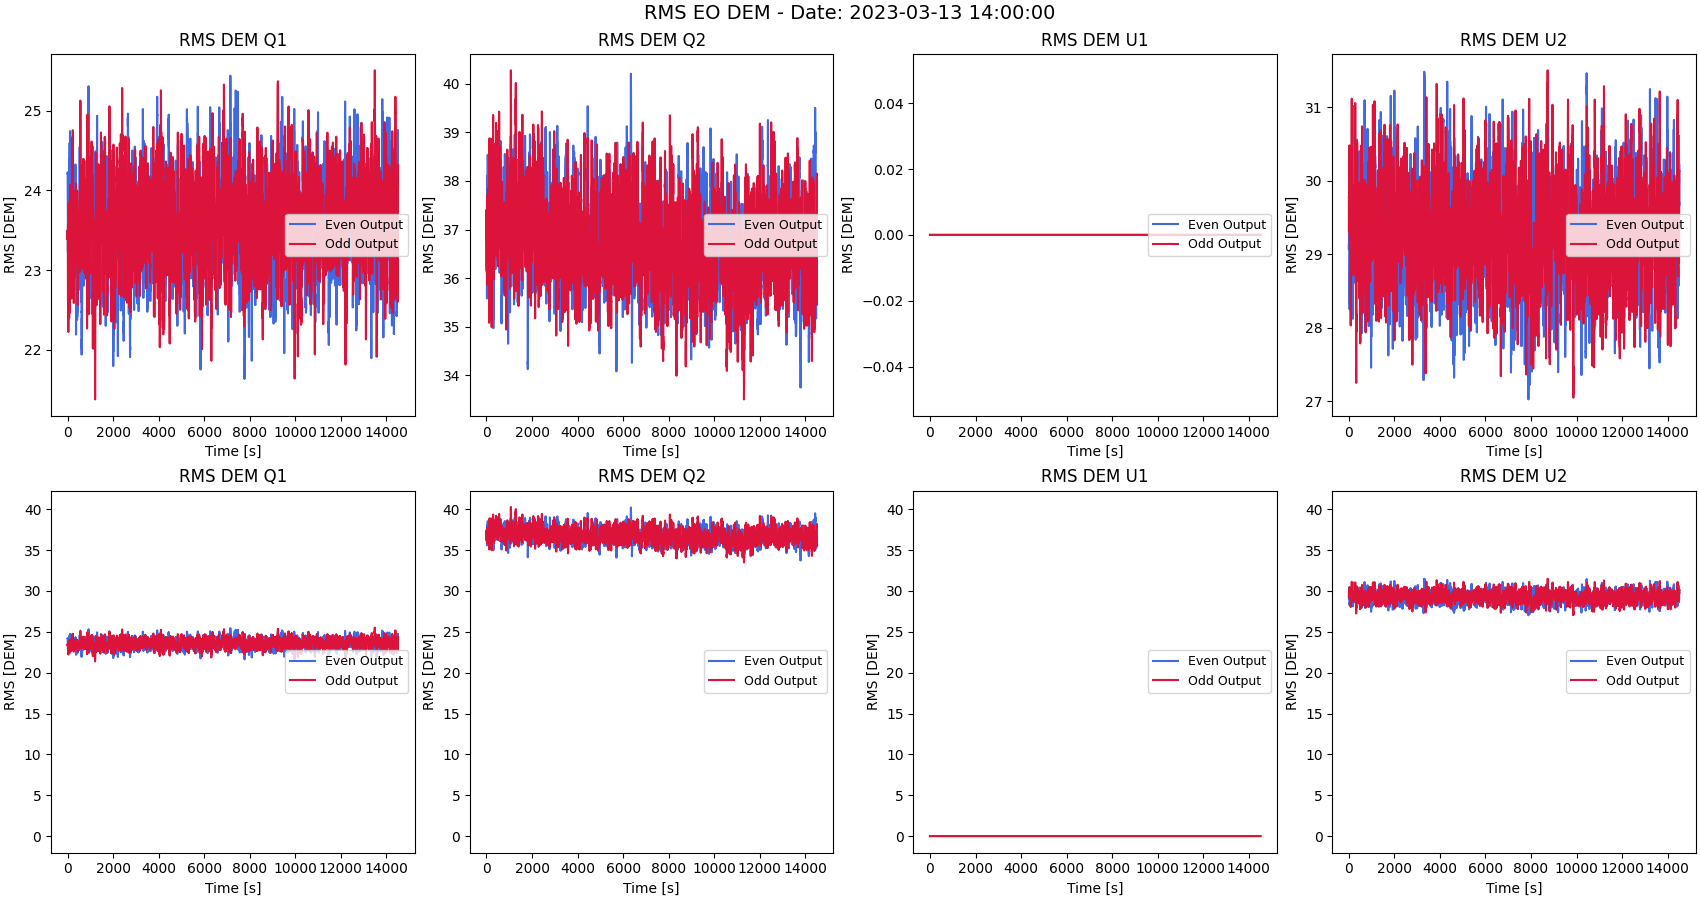 RMS EO DEM - Date: 2023-03-13 14:00:00
RMS DEM Q1
RMS [DEM]
25
24
23
22
Even Output
Odd Output
0 2000 4000 6000 8000 10000 12000 14000
Time [s]
RMS DEM Q2
RMS [DEM]
40
39
38
37
36
35
34
Even Output
Odd Output
0 2000 4000 6000 8000 10000 12000 14000
Time [s]
RMS DEM U1
RMS [DEM]
0.04
0.02
0.00
−0.02
−0.04
Even Output
Odd Output
0 2000 4000 6000 8000 10000 12000 14000
Time [s]
RMS DEM U2
RMS [DEM]
31
30
29
28
27
Even Output
Odd Output
0 2000 4000 6000 8000 10000 12000 14000
Time [s]
RMS DEM Q1
RMS [DEM]
40
35
30
25
20
15
10
5
0
Even Output
Odd Output
0 2000 4000 6000 8000 10000 12000 14000
Time [s]
RMS DEM Q2
RMS [DEM]
40
35
30
25
20
15
10
5
0
Even Output
Odd Output
0 2000 4000 6000 8000 10000 12000 14000
Time [s]
RMS DEM U1
RMS [DEM]
40
35
30
25
20
15
10
5
0
Even Output
Odd Output
0 2000 4000 6000 8000 10000 12000 14000
Time [s]
RMS DEM U2
RMS [DEM]
40
35
30
25
20
15
10
5
0
Even Output
Odd Output
0 2000 4000 6000 8000 10000 12000 14000
Time [s]